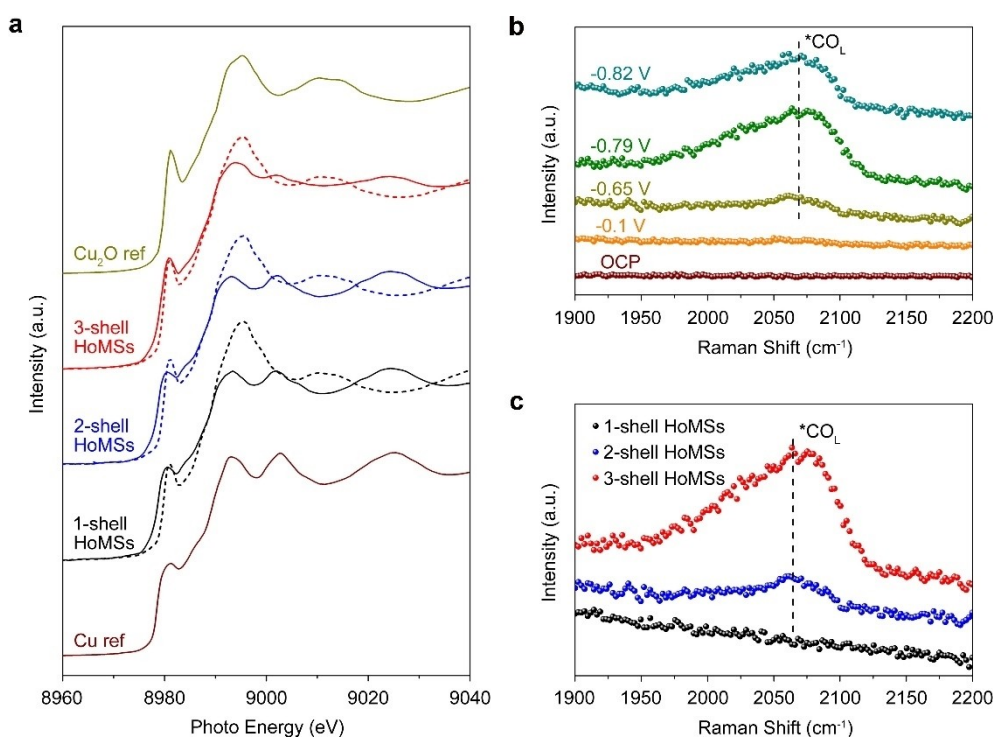 a
Intensity (a.u.)
Cu₂O ref
3-shell
HoMSs
2-shell
HoMSs
1-shell
HoMSs
Cu ref
8960 8980 9000 9020 9040
Photo Energy (eV)
b
Intensity (a.u.)
*CO_L
-0.82 V
-0.79 V
-0.65 V
-0.1 V
OCP
1900 1950 2000 2050 2100 2150 2200
Raman Shift (cm⁻¹)
c
Intensity (a.u.)
1-shell HoMSs
2-shell HoMSs
3-shell HoMSs
*CO_L
1900 1950 2000 2050 2100 2150 2200
Raman Shift (cm⁻¹)